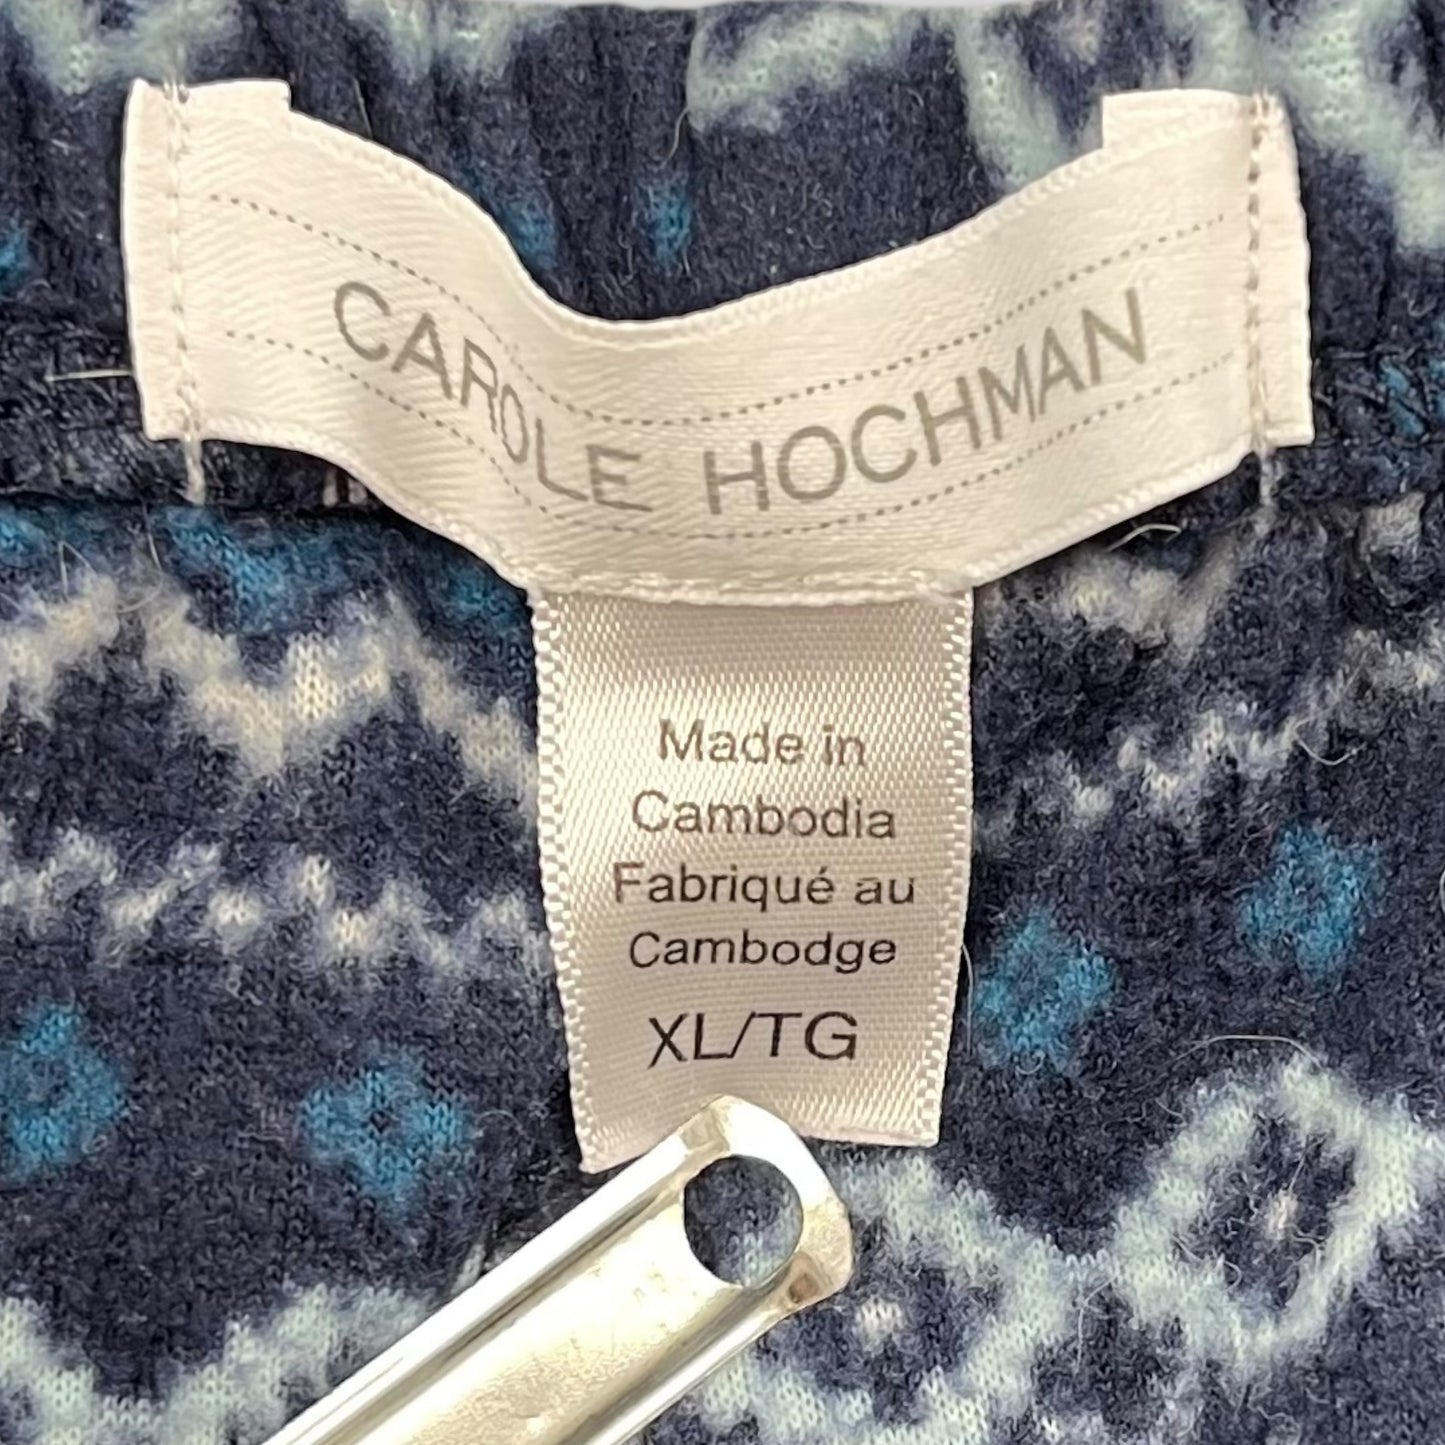 CAROLE HOCHMAN
Made in
Cambodia
Fabriqué au
Cambodge
XL/TG